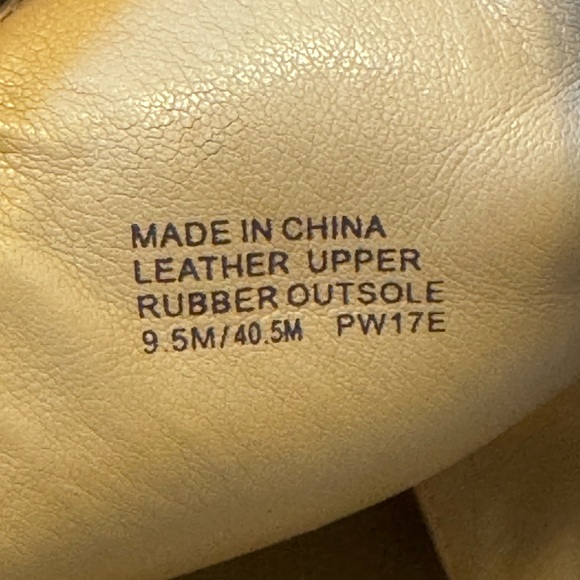 MADE IN CHINA
LEATHER UPPER
RUBBER OUTSOLE
9.5M/40.5M PW17E